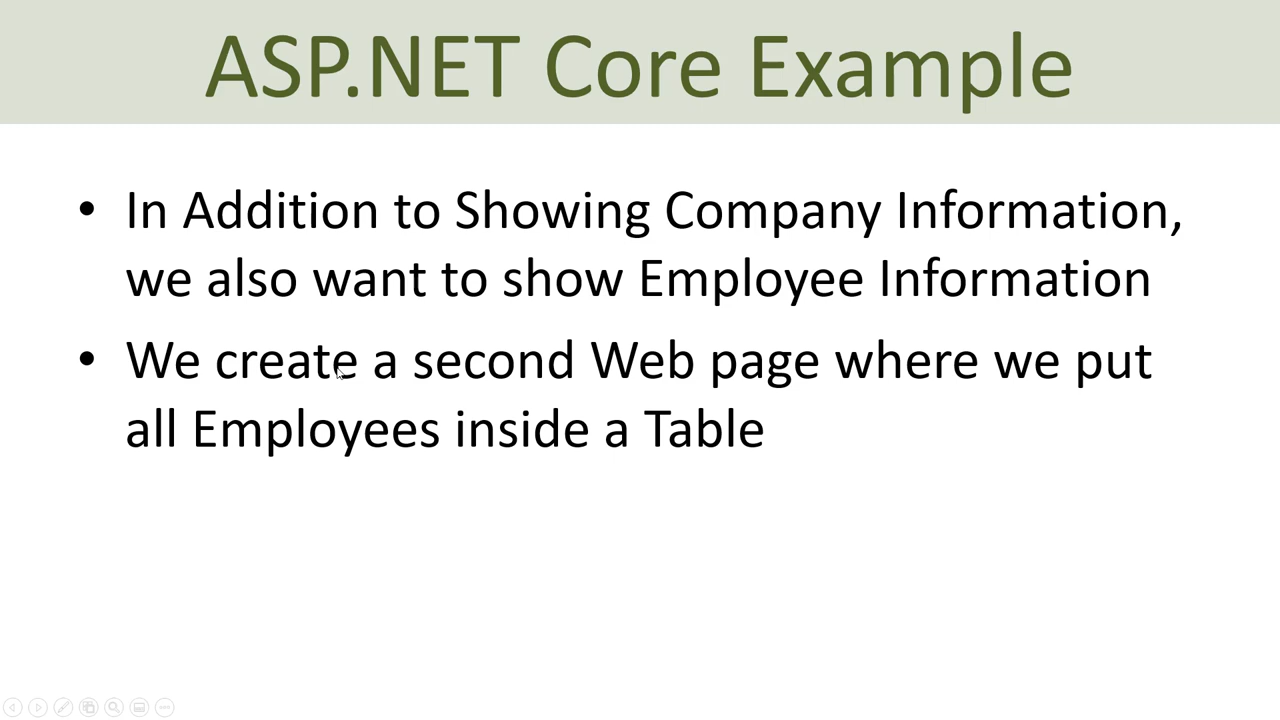 ASP.NET Core Example
• In Addition to Showing Company Information,
we also want to show Employee Information
• We create a second Web page where we put
all Employees inside a Table